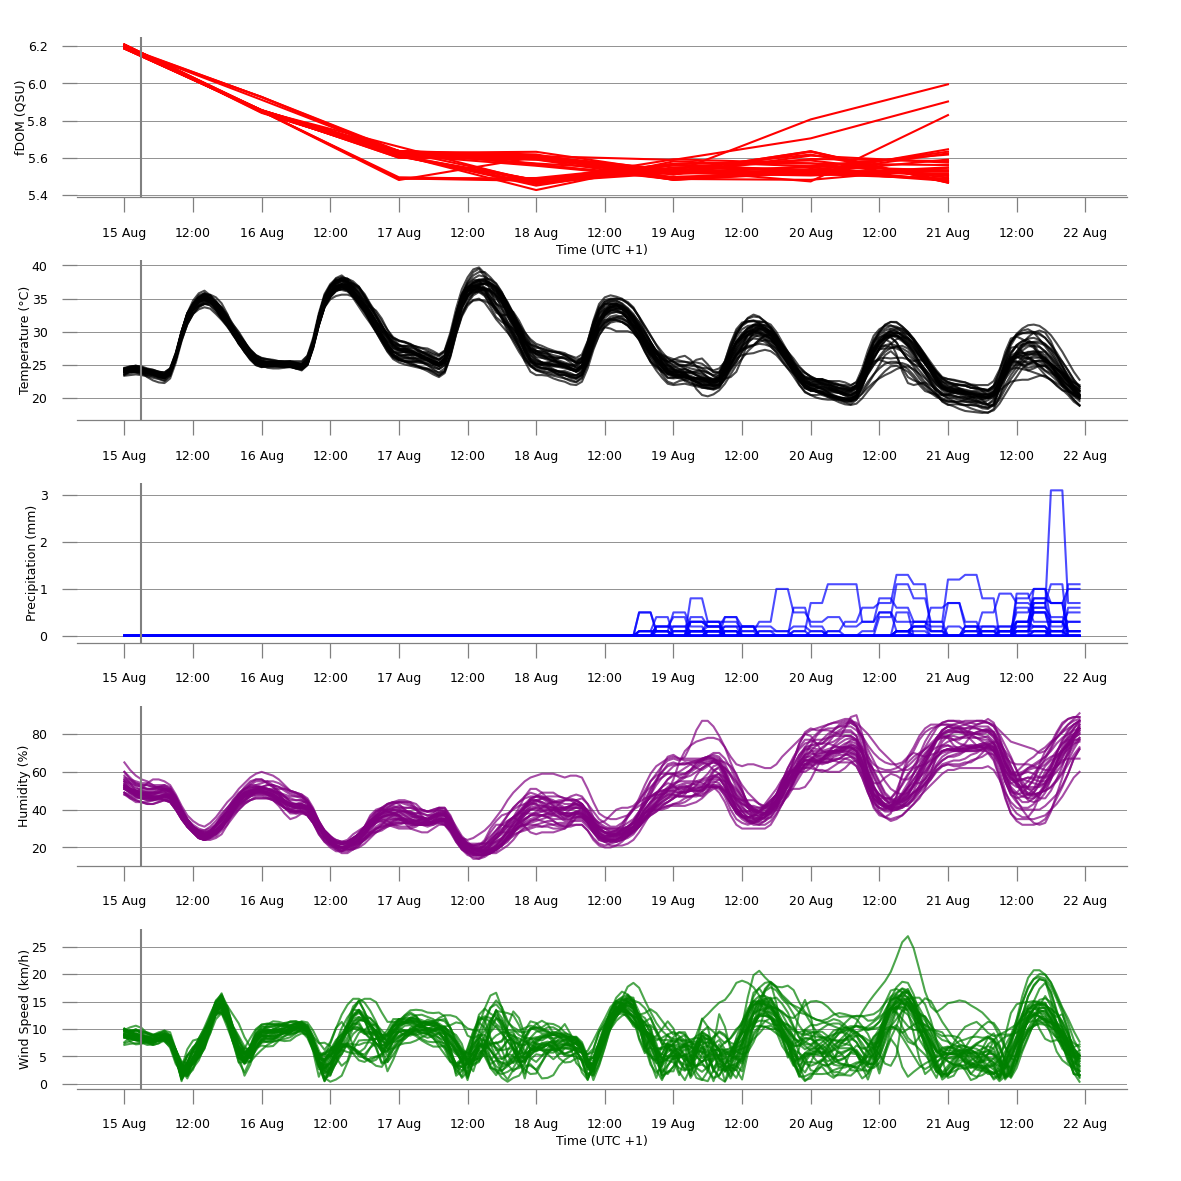 fDOM (QSU)
6.2
6.0
5.8
5.6
5.4
15 Aug 12:00 16 Aug 12:00 17 Aug 12:00 18 Aug 12:00 19 Aug 12:00 20 Aug 12:00 21 Aug 12:00 22 Aug
Time (UTC +1)
Temperature (°C)
40
35
30
25
20
15 Aug 12:00 16 Aug 12:00 17 Aug 12:00 18 Aug 12:00 19 Aug 12:00 20 Aug 12:00 21 Aug 12:00 22 Aug
Precipitation (mm)
3
2
1
0
15 Aug 12:00 16 Aug 12:00 17 Aug 12:00 18 Aug 12:00 19 Aug 12:00 20 Aug 12:00 21 Aug 12:00 22 Aug
Humidity (%)
80
60
40
20
15 Aug 12:00 16 Aug 12:00 17 Aug 12:00 18 Aug 12:00 19 Aug 12:00 20 Aug 12:00 21 Aug 12:00 22 Aug
Wind Speed (km/h)
25
20
15
10
5
0
15 Aug 12:00 16 Aug 12:00 17 Aug 12:00 18 Aug 12:00 19 Aug 12:00 20 Aug 12:00 21 Aug 12:00 22 Aug
Time (UTC +1)